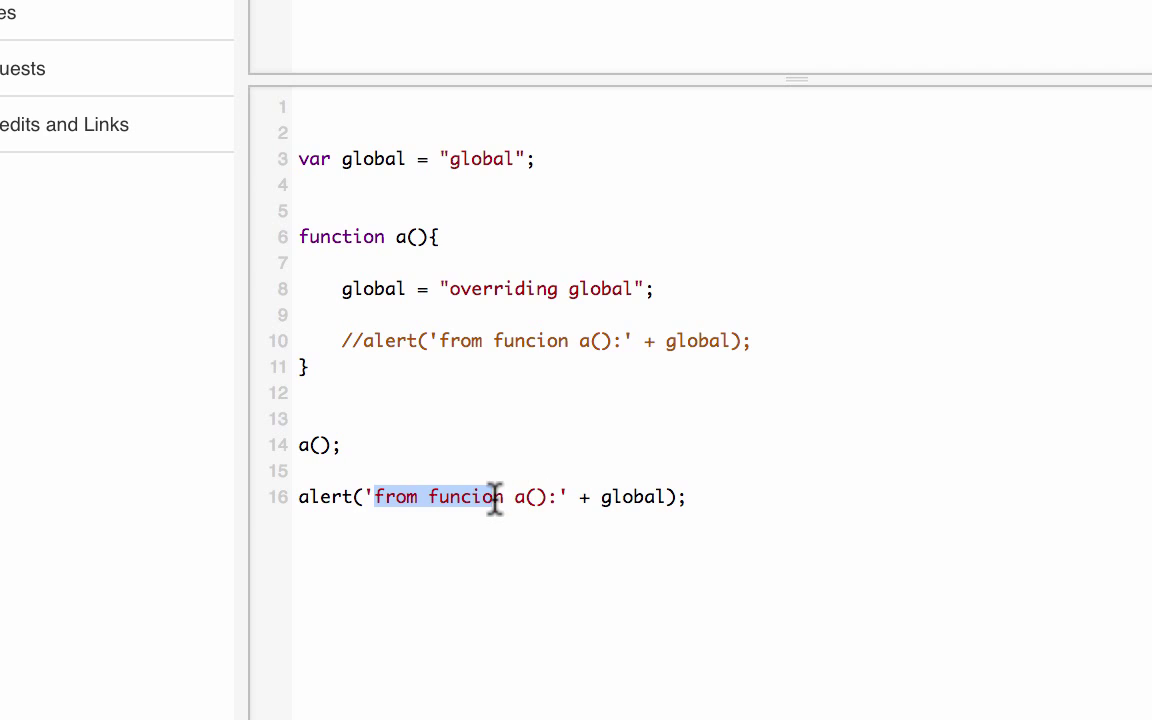 es
uests
edits and Links
1
2
3 var global = "global";
4
5
6 function a(){
7
8 global = "overriding global";
9
10 //alert('from funcion a():' + global);
11 }
12
13
14 a();
15
16 alert('from funcion a():' + global);